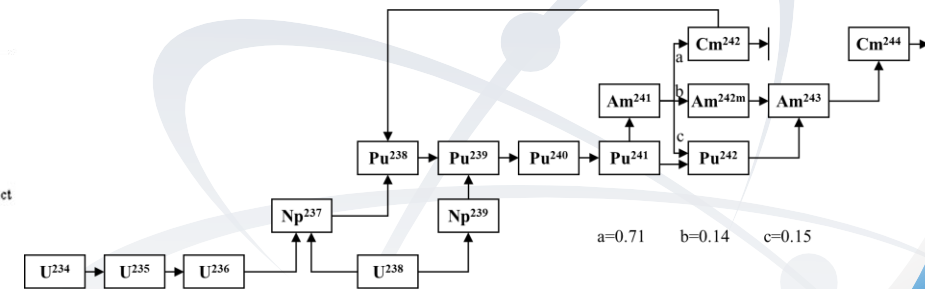 Cm²⁴² Cm²⁴⁴
a
Am²⁴¹ b Am²⁴²ᵐ Am²⁴³
c
Pu²³⁸ Pu²³⁹ Pu²⁴⁰ Pu²⁴¹ Pu²⁴²
ct
Np²³⁷ Np²³⁹
a=0.71 b=0.14 c=0.15
U²³⁴ U²³⁵ U²³⁶ U²³⁸